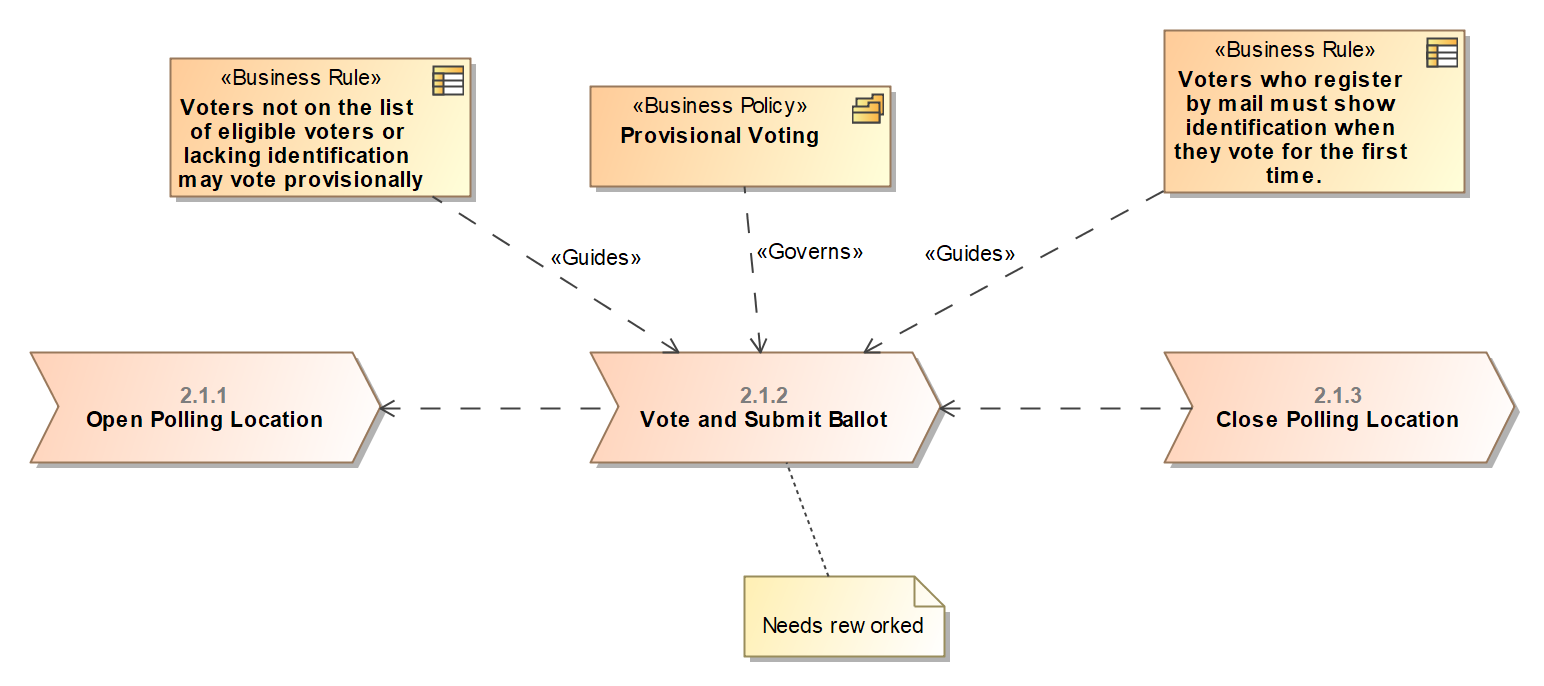 «Business Rule»
Voters not on the list
of eligible voters or
lacking identification
may vote provisionally
«Business Policy»
Provisional Voting
«Business Rule»
Voters who register
by mail must show
identification when
they vote for the first
time.
«Guides»
«Governs»
«Guides»
2.1.1
Open Polling Location
2.1.2
Vote and Submit Ballot
2.1.3
Close Polling Location
Needs rew orked